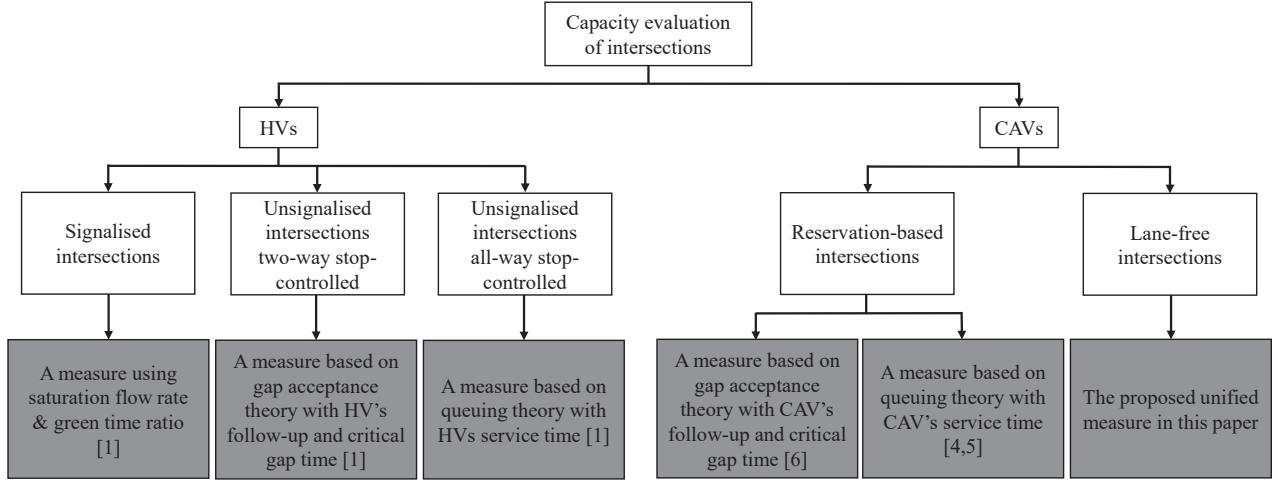 Capacity evaluation
of intersections
HVs
CAVs
Signalised
intersections
Unsignalised
intersections
two-way stop-
controlled
Unsignalised
intersections
all-way stop-
controlled
Reservation-based
intersections
Lane-free
intersections
A measure using
saturation flow rate
& green time ratio
[1]
A measure based on
gap acceptance
theory with HV's
follow-up and critical
gap time [1]
A measure based on
queuing theory with
HVs service time [1]
A measure based on
gap acceptance
theory with CAV's
follow-up and critical
gap time [6]
A measure based on
queuing theory with
CAV's service time
[4,5]
The proposed unified
measure in this paper